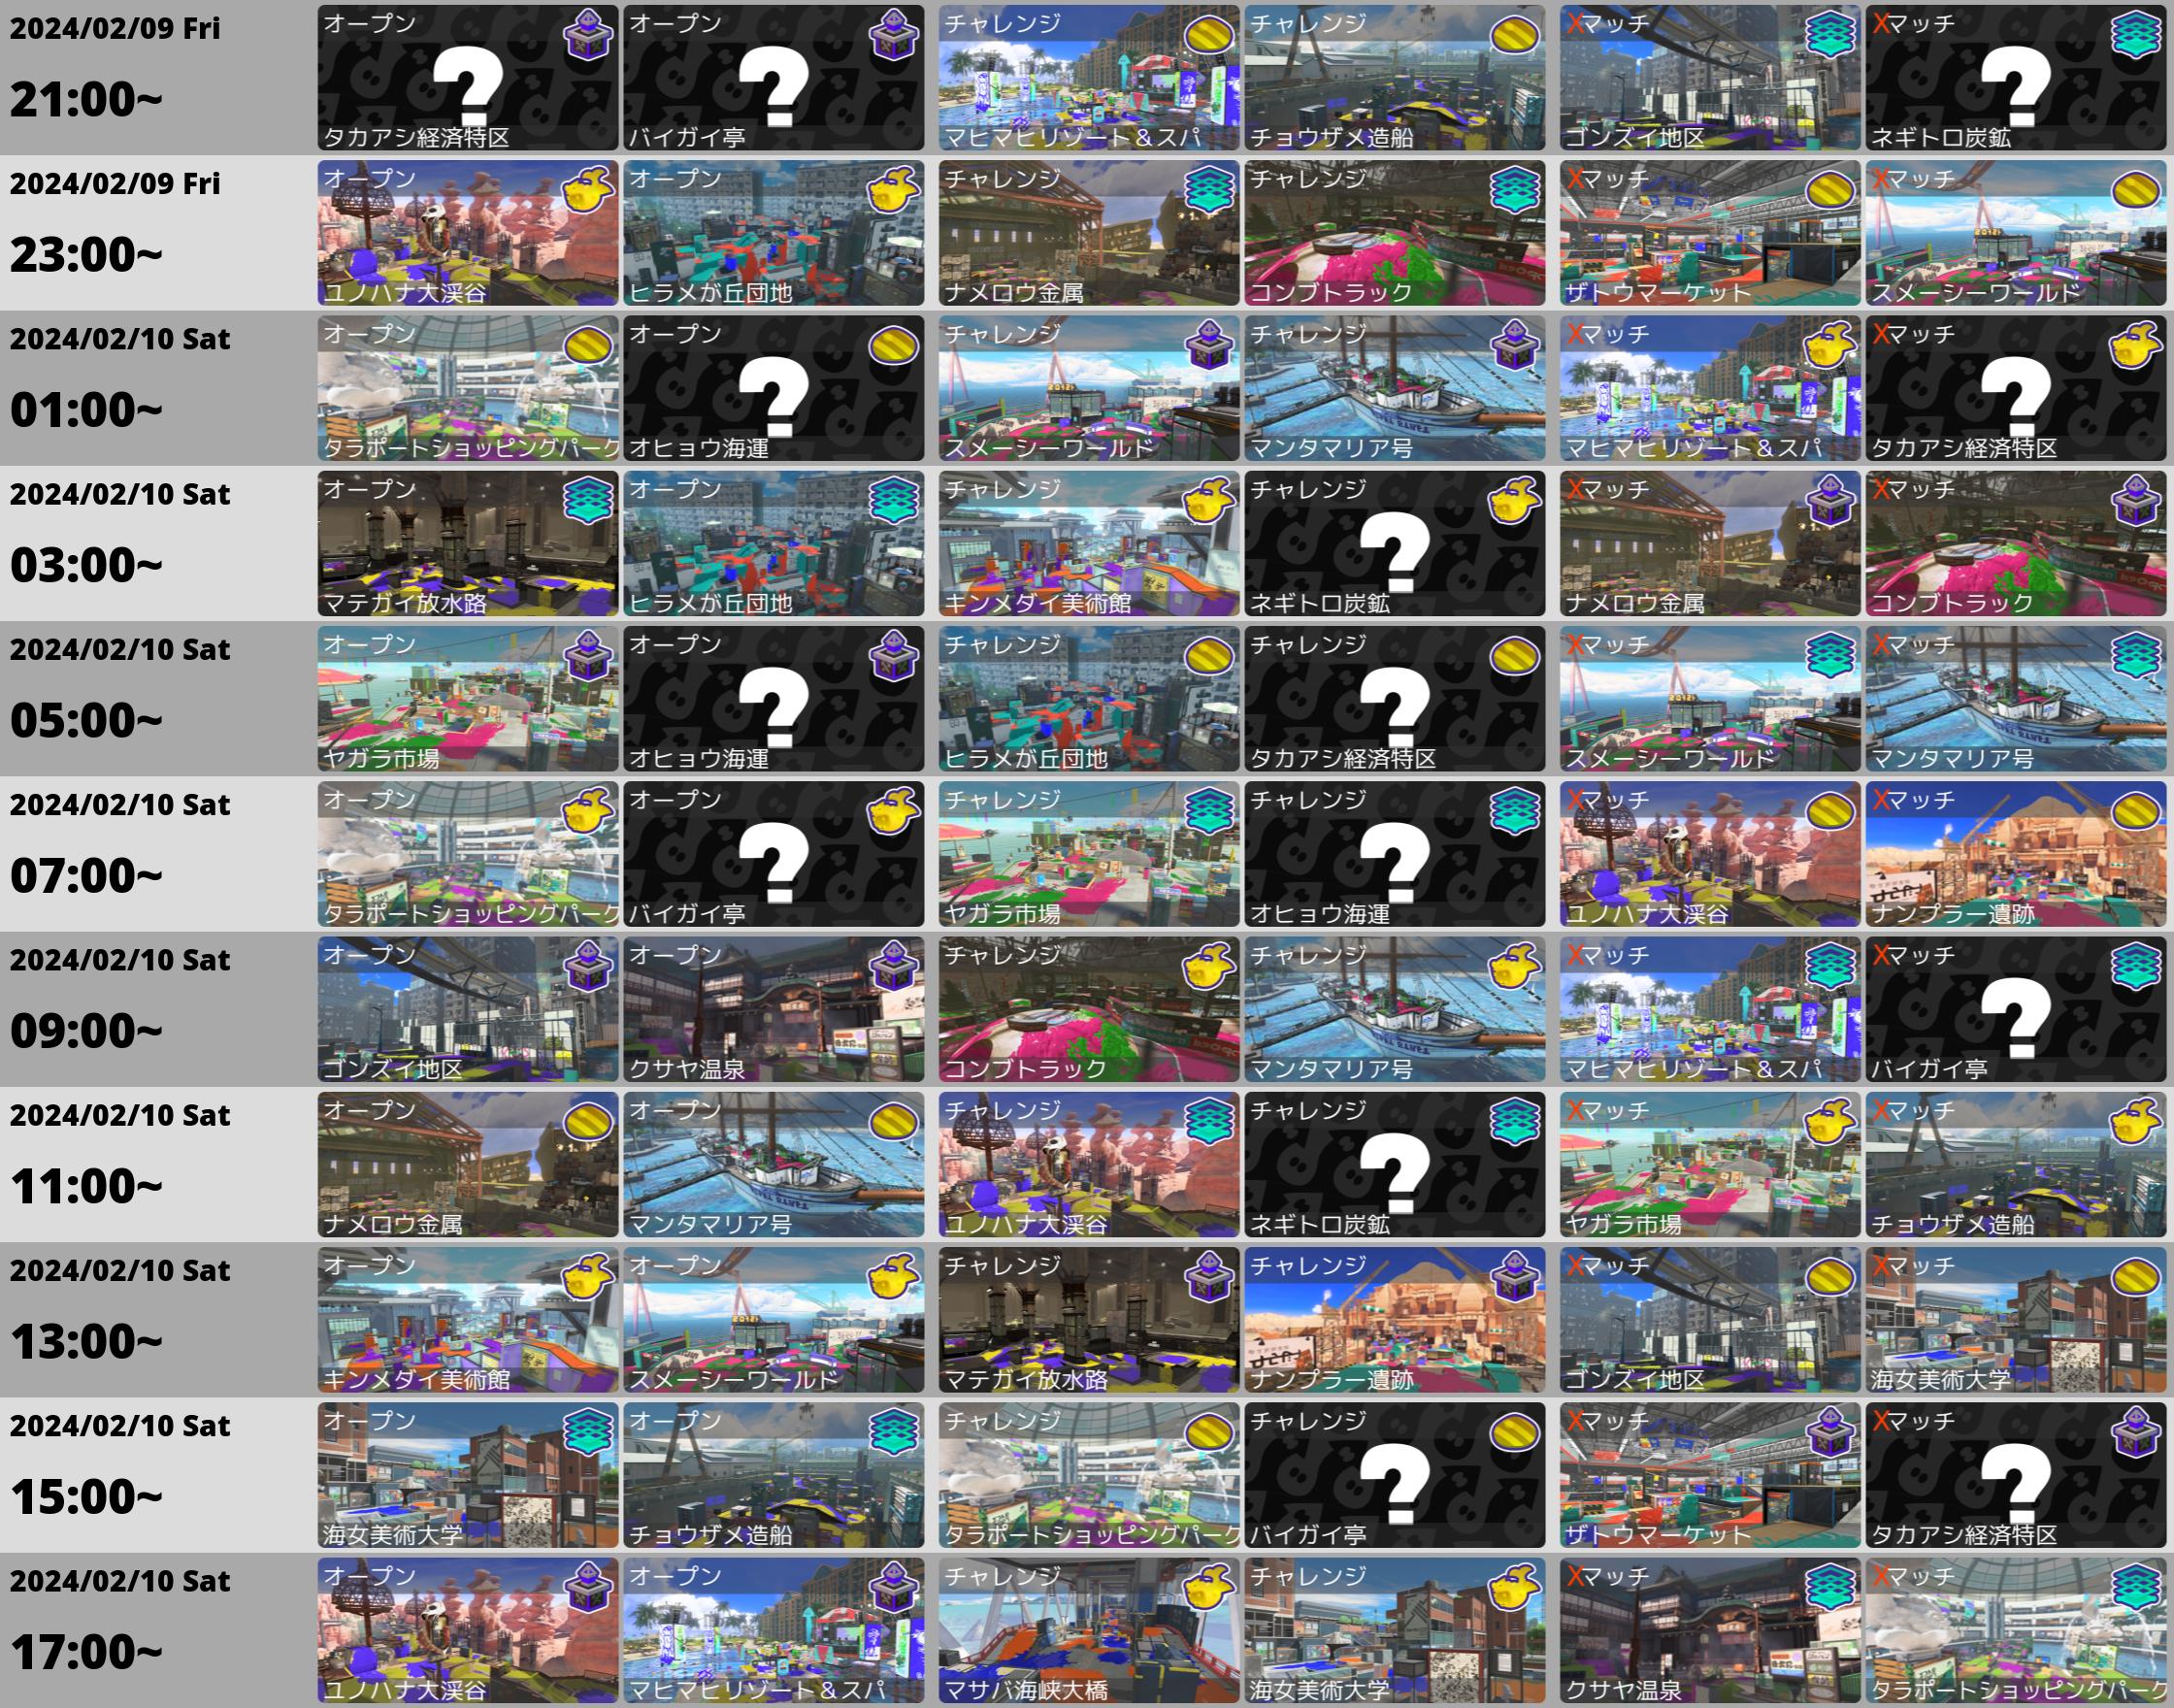 2024/02/09 Fri
21:00~
オープン
タカアシ経済特区
オープン
バイガイ亭
チャレンジ
マヒマヒリゾート＆スパ
チャレンジ
チョウザメ造船
Xマッチ
ゴンズイ地区
Xマッチ
ネギトロ炭鉱
2024/02/09 Fri
23:00~
オープン
ユノハナ大渓谷
オープン
ヒラメが丘団地
チャレンジ
ナメロウ金属
チャレンジ
コンブトラック
Xマッチ
ザトウマーケット
Xマッチ
スメーシーワールド
2024/02/10 Sat
01:00~
オープン
タラポートショッピングパーク
オープン
オヒョウ海運
チャレンジ
スメーシーワールド
チャレンジ
マンタマリア号
Xマッチ
マヒマヒリゾート＆スパ
Xマッチ
タカアシ経済特区
2024/02/10 Sat
03:00~
オープン
マテガイ放水路
オープン
ヒラメが丘団地
チャレンジ
キンメダイ美術館
チャレンジ
ネギトロ炭鉱
Xマッチ
ナメロウ金属
Xマッチ
コンブトラック
2024/02/10 Sat
05:00~
オープン
ヤガラ市場
オープン
オヒョウ海運
チャレンジ
ヒラメが丘団地
チャレンジ
タカアシ経済特区
Xマッチ
スメーシーワールド
Xマッチ
マンタマリア号
2024/02/10 Sat
07:00~
オープン
タラポートショッピングパーク
オープン
バイガイ亭
チャレンジ
ヤガラ市場
チャレンジ
オヒョウ海運
Xマッチ
ユノハナ大渓谷
Xマッチ
ナンプラー遺跡
2024/02/10 Sat
09:00~
オープン
ゴンズイ地区
オープン
クサヤ温泉
チャレンジ
コンブトラック
チャレンジ
マンタマリア号
Xマッチ
マヒマヒリゾート＆スパ
Xマッチ
バイガイ亭
2024/02/10 Sat
11:00~
オープン
ナメロウ金属
オープン
マンタマリア号
チャレンジ
ユノハナ大渓谷
チャレンジ
ネギトロ炭鉱
Xマッチ
ヤガラ市場
Xマッチ
チョウザメ造船
2024/02/10 Sat
13:00~
オープン
キンメダイ美術館
オープン
スメーシーワールド
チャレンジ
マテガイ放水路
チャレンジ
ナンプラー遺跡
Xマッチ
ゴンズイ地区
Xマッチ
海女美術大学
2024/02/10 Sat
15:00~
オープン
海女美術大学
オープン
チョウザメ造船
チャレンジ
タラポートショッピングパーク
チャレンジ
バイガイ亭
Xマッチ
ザトウマーケット
Xマッチ
タカアシ経済特区
2024/02/10 Sat
17:00~
オープン
ユノハナ大渓谷
オープン
マヒマヒリゾート＆スパ
チャレンジ
マサバ海峡大橋
チャレンジ
海女美術大学
Xマッチ
クサヤ温泉
Xマッチ
タラポートショッピングパーク